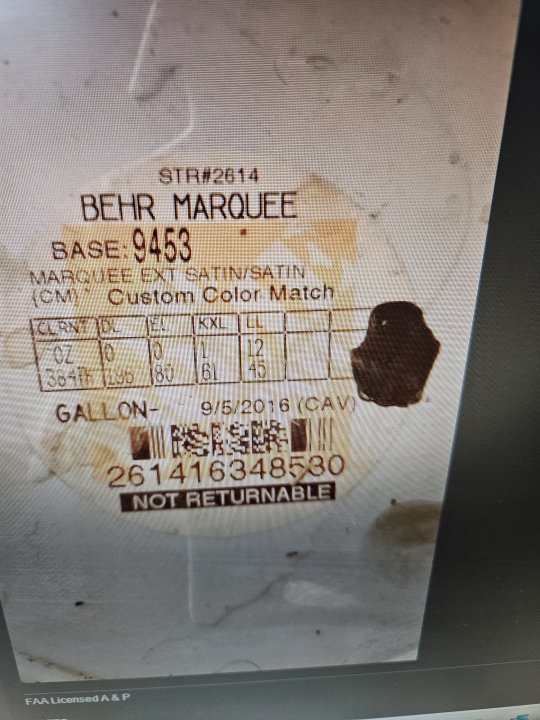 STR#2614
BEHR MARQUEE
BASE: 9453
MARQUEE EXT SATIN/SATIN
(CM) Custom Color Match
CLRNT DL EL KXL LL
OZ 0 0 1 12
384TH 80 61 45
GALLON- 9/5/2016 (CAV)
261416348530
NOT RETURNABLE
FAA Licensed A & P